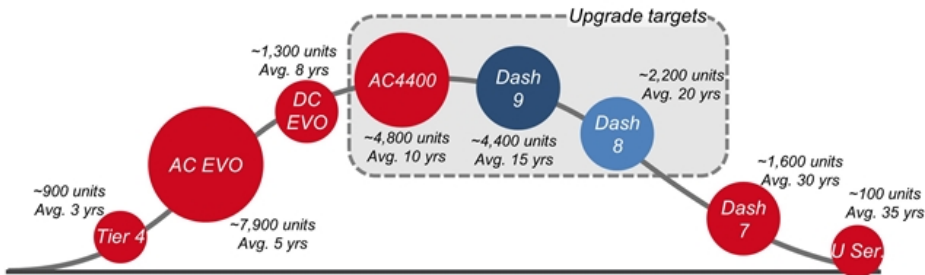 Upgrade targets
~900 units
Avg. 3 yrs
Tier 4
AC EVO
~7,900 units
Avg. 5 yrs
~1,300 units
Avg. 8 yrs
DC
EVO
AC4400
~4,800 units
Avg. 10 yrs
Dash
9
~4,400 units
Avg. 15 yrs
~2,200 units
Avg. 20 yrs
Dash
8
~1,600 units
Avg. 30 yrs
Dash
7
~100 units
Avg. 35 yrs
U Ser.